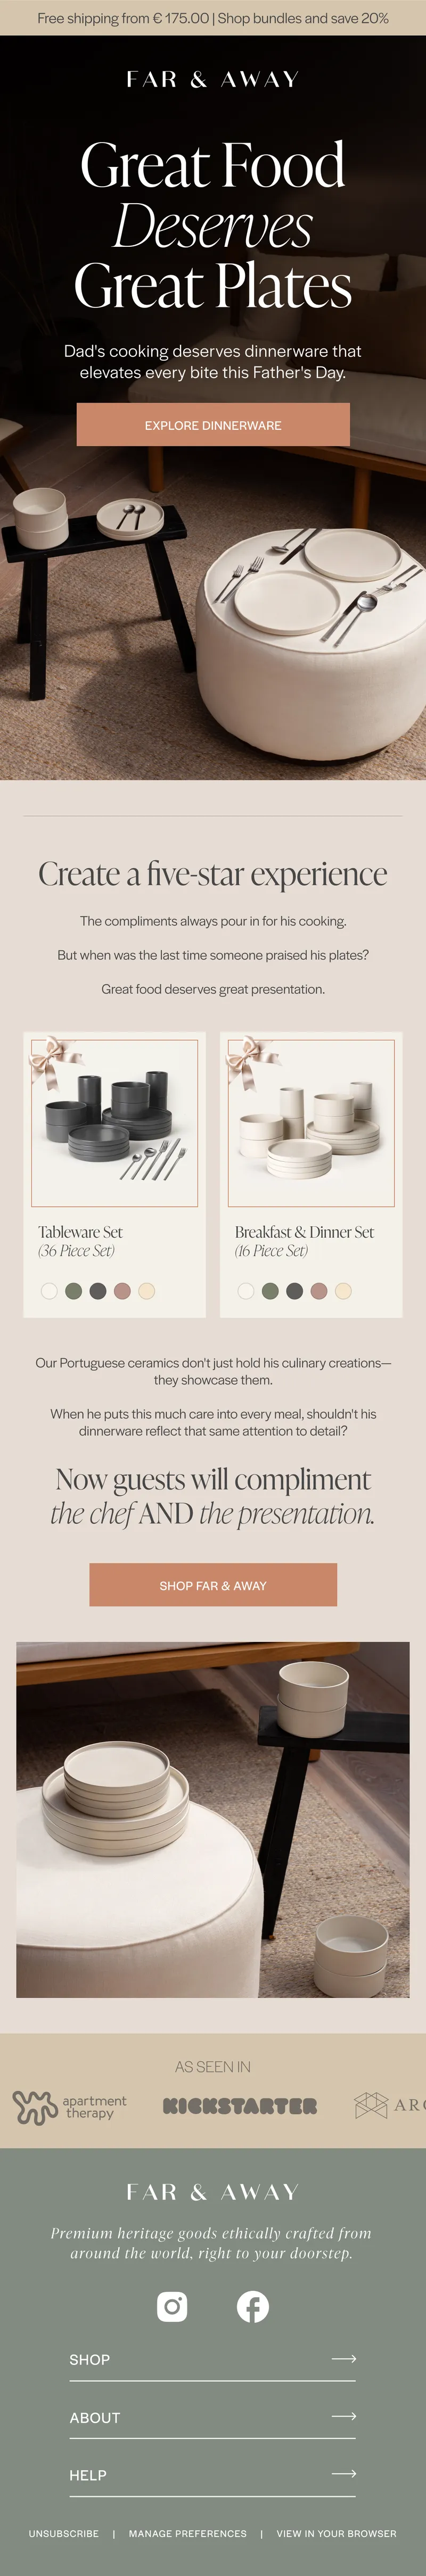 Free shipping from € 175.00 | Shop bundles and save 20%
FAR & AWAY
Great Food
Deserves
Great Plates
Dad's cooking deserves dinnerware that
elevates every bite this Father's Day.
EXPLORE DINNERWARE
Create a five-star experience
The compliments always pour in for his cooking.
But when was the last time someone praised his plates?
Great food deserves great presentation.
Tableware Set
(36 Piece Set)
Breakfast & Dinner Set
(16 Piece Set)
Our Portuguese ceramics don't just hold his culinary creations—
they showcase them.
When he puts this much care into every meal, shouldn't his
dinnerware reflect that same attention to detail?
Now guests will compliment
the chef AND the presentation.
SHOP FAR & AWAY
AS SEEN IN
apartment
therapy
KICKSTARTER
FAR & AWAY
Premium heritage goods ethically crafted from
around the world, right to your doorstep.
SHOP
ABOUT
HELP
UNSUBSCRIBE | MANAGE PREFERENCES | VIEW IN YOUR BROWSER